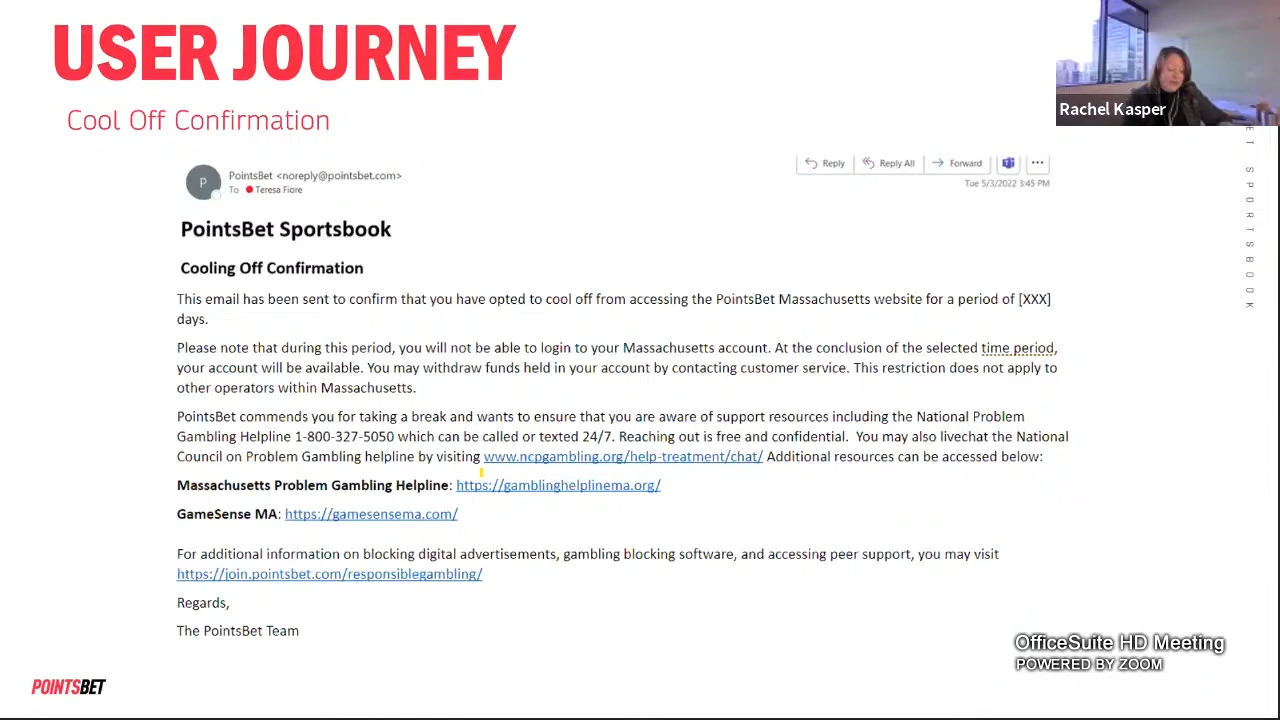 USER JOURNEY
Cool Off Confirmation
Rachel Kasper
P
PointsBet <noreply@pointsbet.com>
To Teresa Fiore
Reply
Reply All
Forward
Tue 5/3/2022 3:45 PM
PointsBet Sportsbook
Cooling Off Confirmation
This email has been sent to confirm that you have opted to cool off from accessing the PointsBet Massachusetts website for a period of [XXX]
days.
Please note that during this period, you will not be able to login to your Massachusetts account. At the conclusion of the selected time period,
your account will be available. You may withdraw funds held in your account by contacting customer service. This restriction does not apply to
other operators within Massachusetts.
PointsBet commends you for taking a break and wants to ensure that you are aware of support resources including the National Problem
Gambling Helpline 1-800-327-5050 which can be called or texted 24/7. Reaching out is free and confidential. You may also livechat the National
Council on Problem Gambling helpline by visiting www.ncpgambling.org/help-treatment/chat/ Additional resources can be accessed below:
Massachusetts Problem Gambling Helpline: https://gamblinghelplinema.org/
GameSense MA: https://gamesensema.com/
For additional information on blocking digital advertisements, gambling blocking software, and accessing peer support, you may visit
https://join.pointsbet.com/responsiblegambling/
Regards,
The PointsBet Team
ET SPORTSBOOK
OfficeSuite HD Meeting
POWERED BY ZOOM
POINTSBET